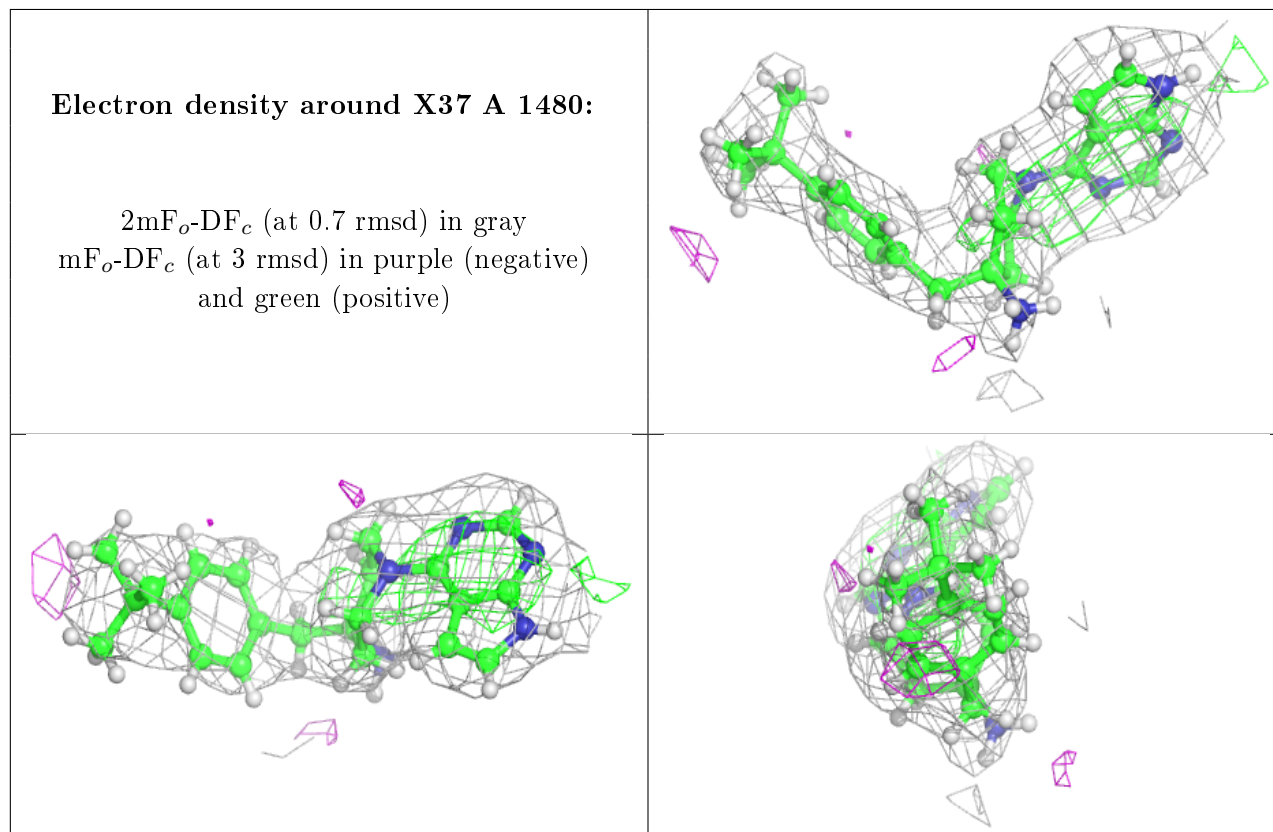 Electron density around X37 A 1480:
2mFo-DFc (at 0.7 rmsd) in gray
mFo-DFc (at 3 rmsd) in purple (negative)
and green (positive)